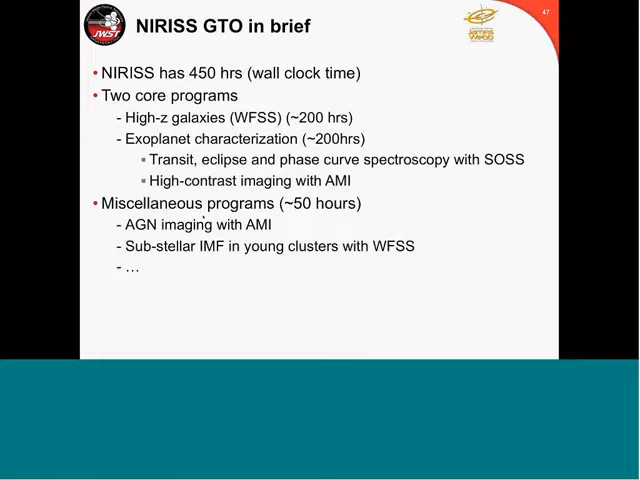 JWST
NIRISS GTO in brief
47
• NIRISS has 450 hrs (wall clock time)
• Two core programs
- High-z galaxies (WFSS) (~200 hrs)
- Exoplanet characterization (~200hrs)
▪ Transit, eclipse and phase curve spectroscopy with SOSS
▪ High-contrast imaging with AMI
• Miscellaneous programs (~50 hours)
- AGN imaging with AMI
- Sub-stellar IMF in young clusters with WFSS
- …